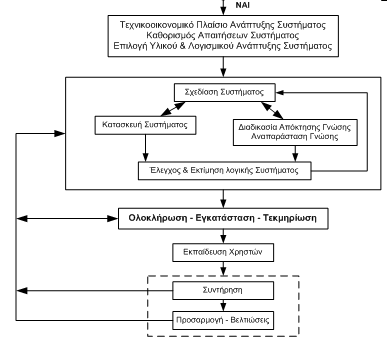 ΝΑΙ
Τεχνικοοικονομικό Πλαίσιο Ανάπτυξης Συστήματος
Καθορισμός Απαιτήσεων Συστήματος
Επιλογή Υλικού & Λογισμικού Ανάπτυξης Συστήματος
Σχεδίαση Συστήματος
Κατασκευή Συστήματος
Διαδικασία Απόκτησης Γνώσης
Αναπαράσταση Γνώσης
Έλεγχος & Εκτίμηση λογικής Συστήματος
Ολοκλήρωση - Εγκατάσταση - Τεκμηρίωση
Εκπαίδευση Χρηστών
Συντήρηση
Προσαρμογή - Βελτιώσεις